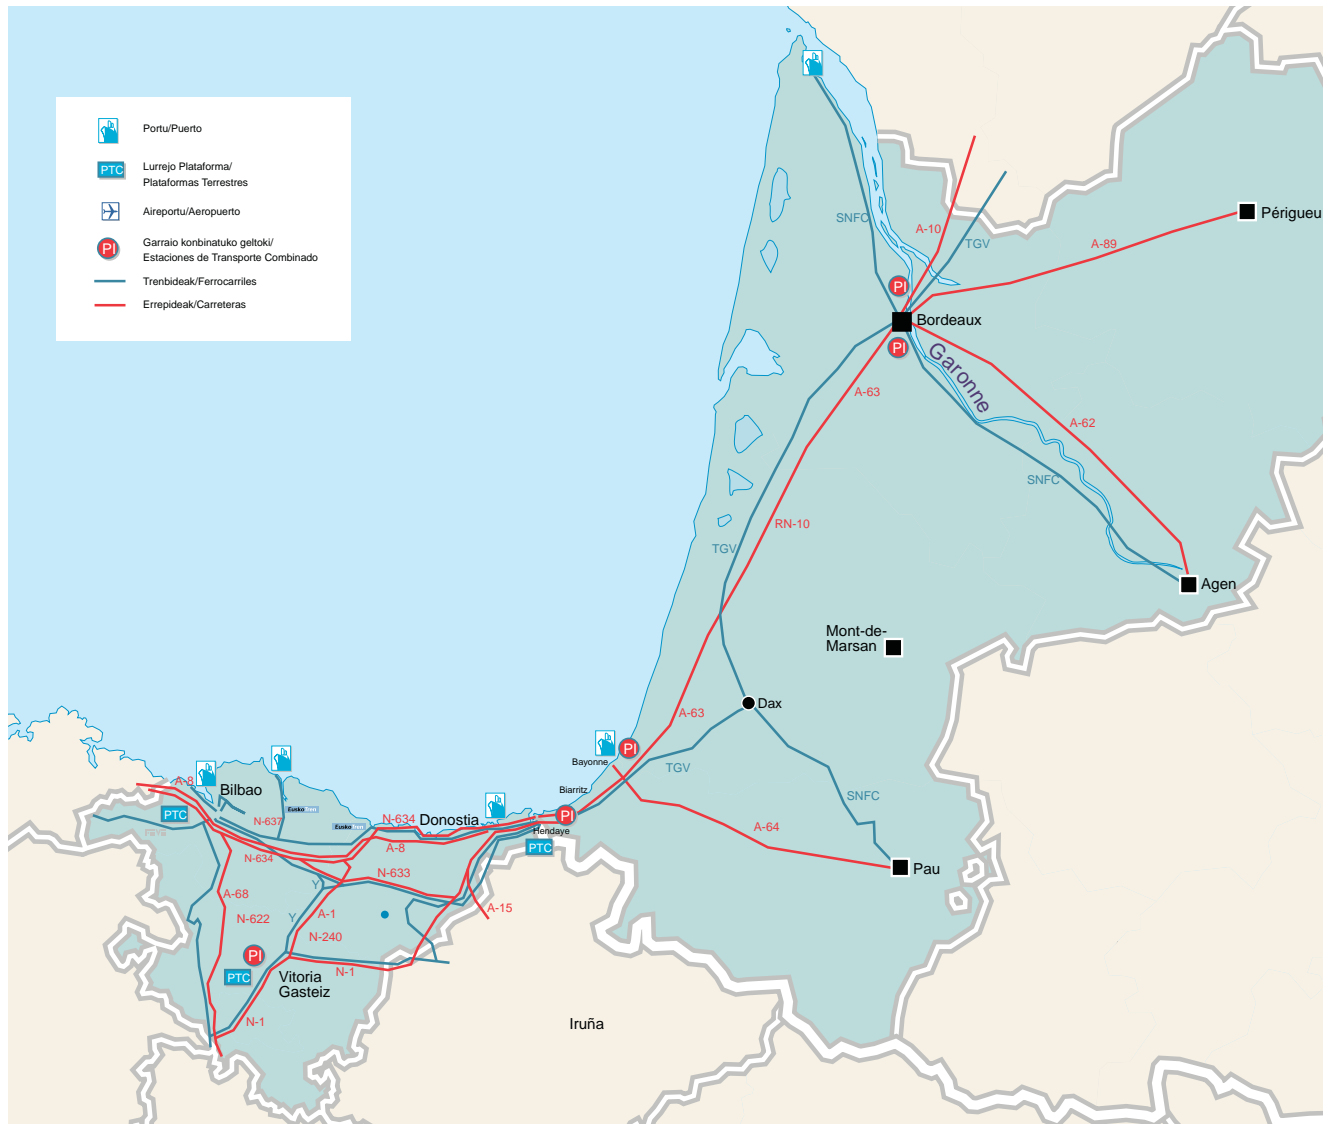 Portu/Puerto
PTC
Lurrejo Plataforma/
Plataformas Terrestres
Aireportu/Aeropuerto
PI
Garraio konbinatuko geltoki/
Estaciones de Transporte Combinado
Trenbideak/Ferrocarriles
Errepideak/Carreteras
SNFC
A-10
TGV
A-89
Périgueu
PI
Bordeaux
PI
Garonne
A-63
A-62
SNFC
RN-10
TGV
Agen
Mont-de-
Marsan
Dax
A-63
TGV
PI
Bayonne
Biarritz
SNFC
A-64
Pau
A-8
Bilbao
PTC
N-637
Eusko
Eusko
N-634
Donostia
PI
Hendaye
PTC
A-8
N-634
N-633
Y
A-68
N-622
Y
A-1
N-240
A-15
PI
PTC
Vitoria
Gasteiz
N-1
N-1
Iruña